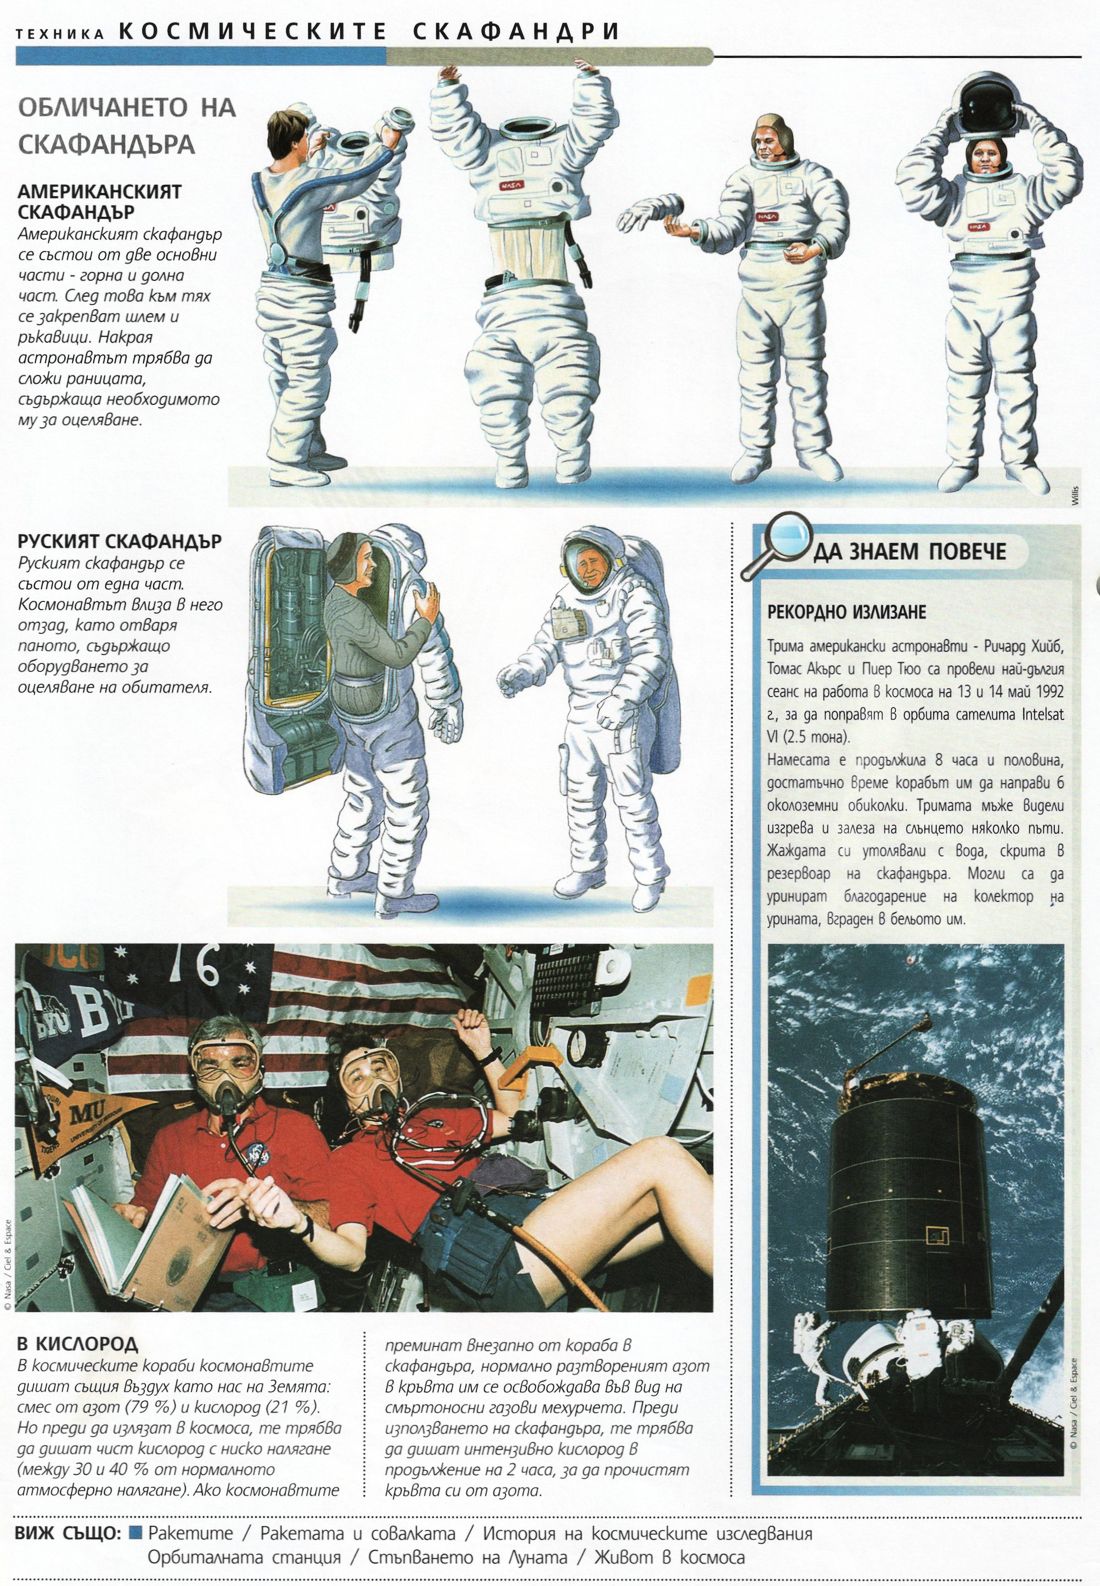 ТЕХНИКА КОСМИЧЕСКИТЕ СКАФАНДРИ
ОБЛИЧАНЕТО НА
СКАФАНДЪРА
АМЕРИКАНСКИЯТ
СКАФАНДЪР
Американският скафандър
се състои от две основни
части - горна и долна
част. След това към тях
се закрепват шлем и
ръкавици. Накрая
астронавтът трябва да
сложи раницата,
съдържаща необходимото
му за оцеляване.
NASA
NASA
NASA
NASA
Willis
РУСКИЯТ СКАФАНДЪР
Руският скафандър се
състои от една част.
Космонавтът влиза в него
отзад, като отваря
паното, съдържащо
оборудването за
оцеляване на обитателя.
ДА ЗНАЕМ ПОВЕЧЕ
РЕКОРДНО ИЗЛИЗАНЕ
Трима американски астронавти - Ричард Хийб,
Томас Акърс и Пиер Тюо са провели най-дългия
сеанс на работа в космоса на 13 и 14 май 1992
г., за да поправят в орбита сателита Intelsat
VI (2.5 тона).
Намесата е продължила 8 часа и половина,
достатъчно време корабът им да направи 6
околоземни обиколки. Тримата мъже видели
изгрева и залеза на слънцето няколко пъти.
Жаждата си утолявали с вода, скрита в
резервоар на скафандъра. Могли са да
уринират благодарение на колектор на
урината, вграден в бельото им.
© Nasa / Ciel & Espace
76
BYU
BYU
MU
UNIVERSITY OF MISSOURI
TIGERS
© Nasa / Ciel & Espace
В КИСЛОРОД
В космическите кораби космонавтите
дишат същия въздух като нас на Земята:
смес от азот (79 %) и кислород (21 %).
Но преди да излязат в космоса, те трябва
да дишат чист кислород с ниско налягане
(между 30 и 40 % от нормалното
атмосферно налягане). Ако космонавтите
преминат внезапно от кораба в
скафандъра, нормално разтвореният азот
в кръвта им се освобождава във вид на
смъртоносни газови мехурчета. Преди
използването на скафандъра, те трябва
да дишат интензивно кислород в
продължение на 2 часа, за да прочистят
кръвта си от азота.
ВИЖ СЪЩО: Ракетите / Ракетата и совалката / История на космическите изследвания
Орбиталната станция / Стъпването на Луната / Живот в космоса